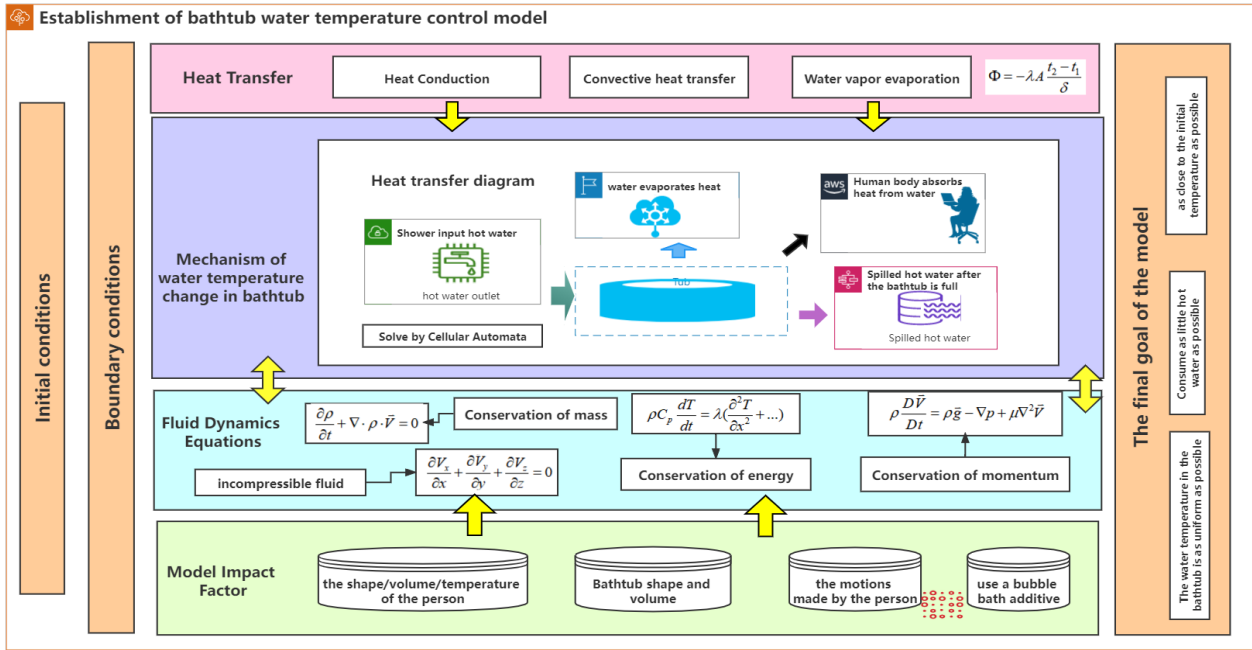 Establishment of bathtub water temperature control model
Initial conditions
Boundary conditions
Heat Transfer
Heat Conduction
Convective heat transfer
Water vapor evaporation
Φ = −λA (t₂ − t₁)/δ
Mechanism of
water temperature
change in bathtub
Heat transfer diagram
Shower input hot water
hot water outlet
Solve by Cellular Automata
water evaporates heat
Tub
aws
Human body absorbs
heat from water
Spilled hot water after
the bathtub is full
Spilled hot water
Fluid Dynamics
Equations
∂ρ/∂t + ∇ · ρ · V̄ = 0
Conservation of mass
incompressible fluid
∂Vₓ/∂x + ∂Vᵧ/∂y + ∂V_z/∂z = 0
ρCₚ dT/dt = λ(∂²T/∂x² + ...)
Conservation of energy
ρ DV̄/Dt = ρḡ − ∇p + μ∇²V̄
Conservation of momentum
Model Impact
Factor
the shape/volume/temperature
of the person
Bathtub shape and
volume
the motions
made by the person
use a bubble
bath additive
The final goal of the model
as close to the initial
temperature as possible
Consume as little hot
water as possible
The water temperature in the
bathtub is as uniform as possible